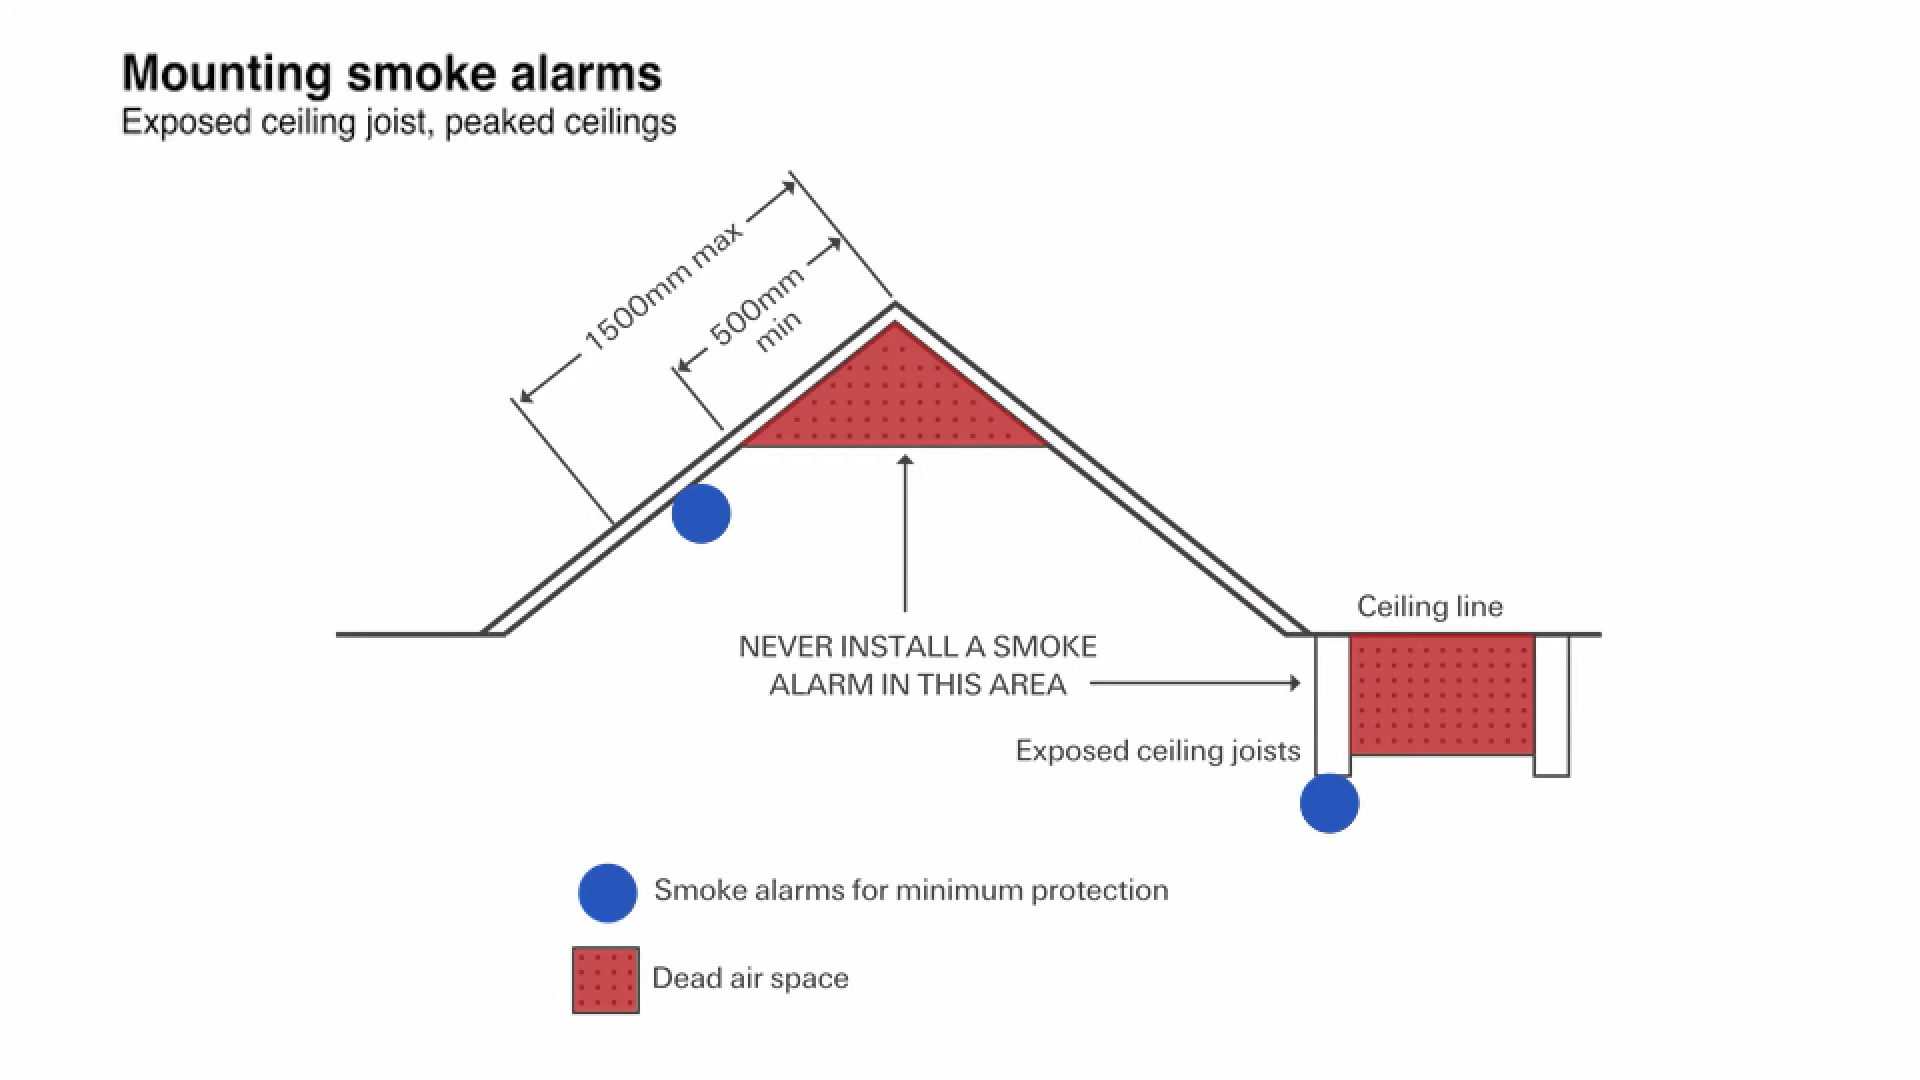 Mounting smoke alarms
Exposed ceiling joist, peaked ceilings
1500mm max
500mm
min
Ceiling line
NEVER INSTALL A SMOKE
ALARM IN THIS AREA
Exposed ceiling joists
Smoke alarms for minimum protection
Dead air space